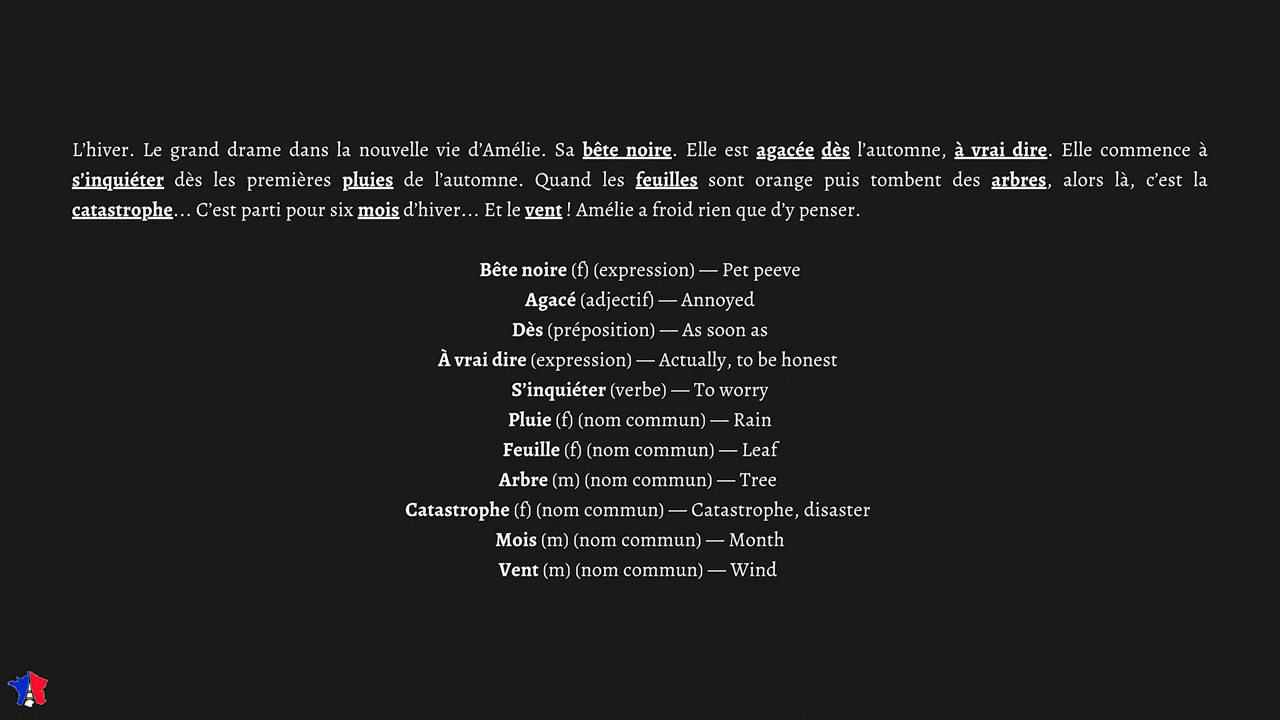 L’hiver. Le grand drame dans la nouvelle vie d’Amélie. Sa bête noire. Elle est agacée dès l’automne, à vrai dire. Elle commence à
s’inquiéter dès les premières pluies de l’automne. Quand les feuilles sont orange puis tombent des arbres, alors là, c’est la
catastrophe... C’est parti pour six mois d’hiver... Et le vent ! Amélie a froid rien que d’y penser.
Bête noire (f) (expression) — Pet peeve
Agacé (adjectif) — Annoyed
Dès (préposition) — As soon as
À vrai dire (expression) — Actually, to be honest
S’inquiéter (verbe) — To worry
Pluie (f) (nom commun) — Rain
Feuille (f) (nom commun) — Leaf
Arbre (m) (nom commun) — Tree
Catastrophe (f) (nom commun) — Catastrophe, disaster
Mois (m) (nom commun) — Month
Vent (m) (nom commun) — Wind